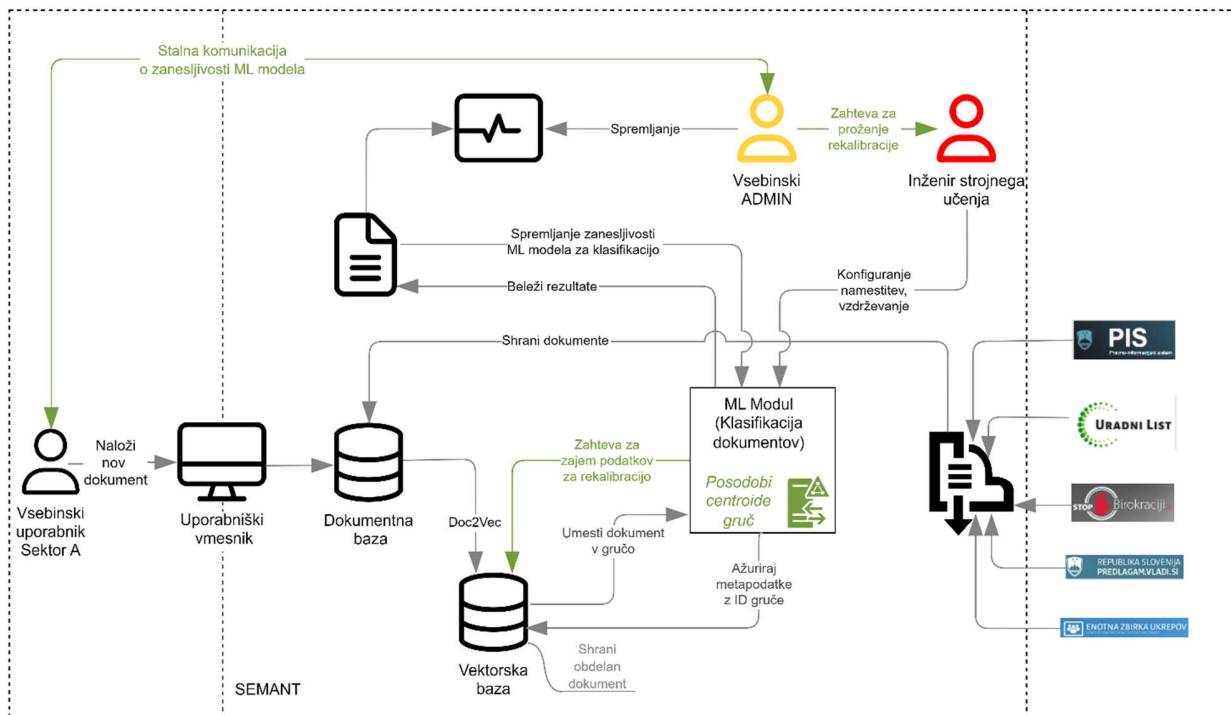 Stalna komunikacija
o zanesljivosti ML modela
Spremljanje
Zahteva za
proženje
rekalibracije
Vsebinski
ADMIN
Inženir strojnega
učenja
Spremljanje zanesljivosti
ML modela za klasifikacijo
Beleži rezultate
Konfiguranje
namestitev,
vzdrževanje
Shrani dokumente
PIS
ML Modul
(Klasifikacija
dokumentov)
URADNI LIST
Naloži
nov
dokument
Zahteva za
zajem podatkov
za rekalibracijo
Posodobi
centroide
gruč
STOP Birokraciji
Vsebinski
uporabnik
Sektor A
Uporabniški
vmesnik
Dokumentna
baza
Doc2Vec
Umesti dokument
v gručo
Ažuriraj
metapodatke
z ID gruče
REPUBLIKA SLOVENIJA
PREDLAGAM.VLADI.SI
ENOTNA ZBIRKA UKREPOV
Shrani
obdelan
dokument
Vektorska
baza
SEMANT